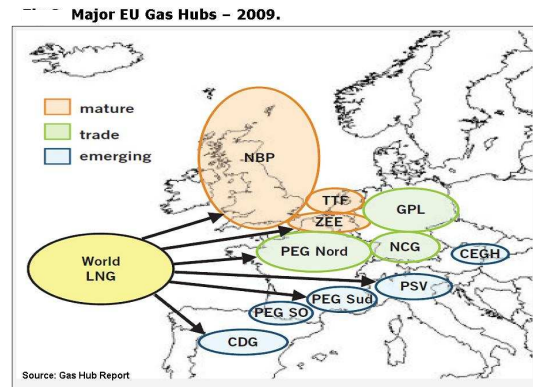 Major EU Gas Hubs – 2009.
mature
trade
emerging
NBP
TTF
ZEE
GPL
PEG Nord
NCG
CEGH
World
LNG
PSV
PEG Sud
PEG SO
CDG
Source: Gas Hub Report